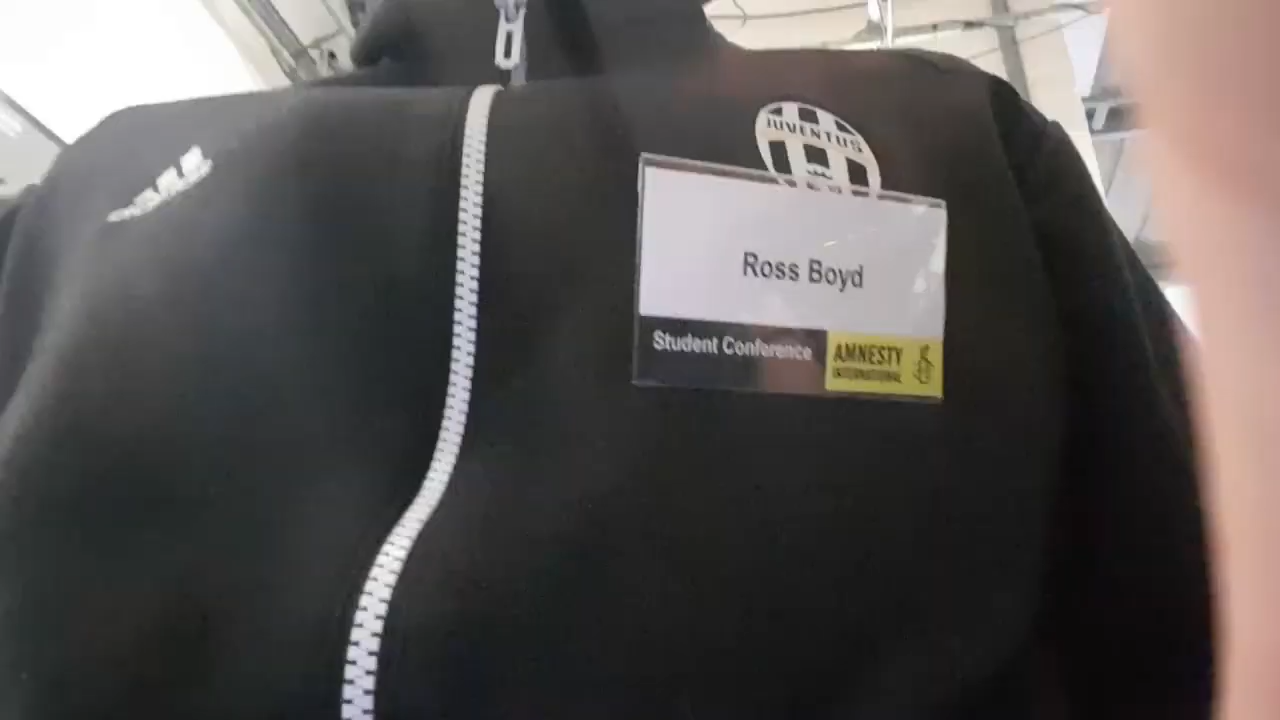 JUVENTUS
Ross Boyd
Student Conference
AMNESTY
INTERNATIONAL